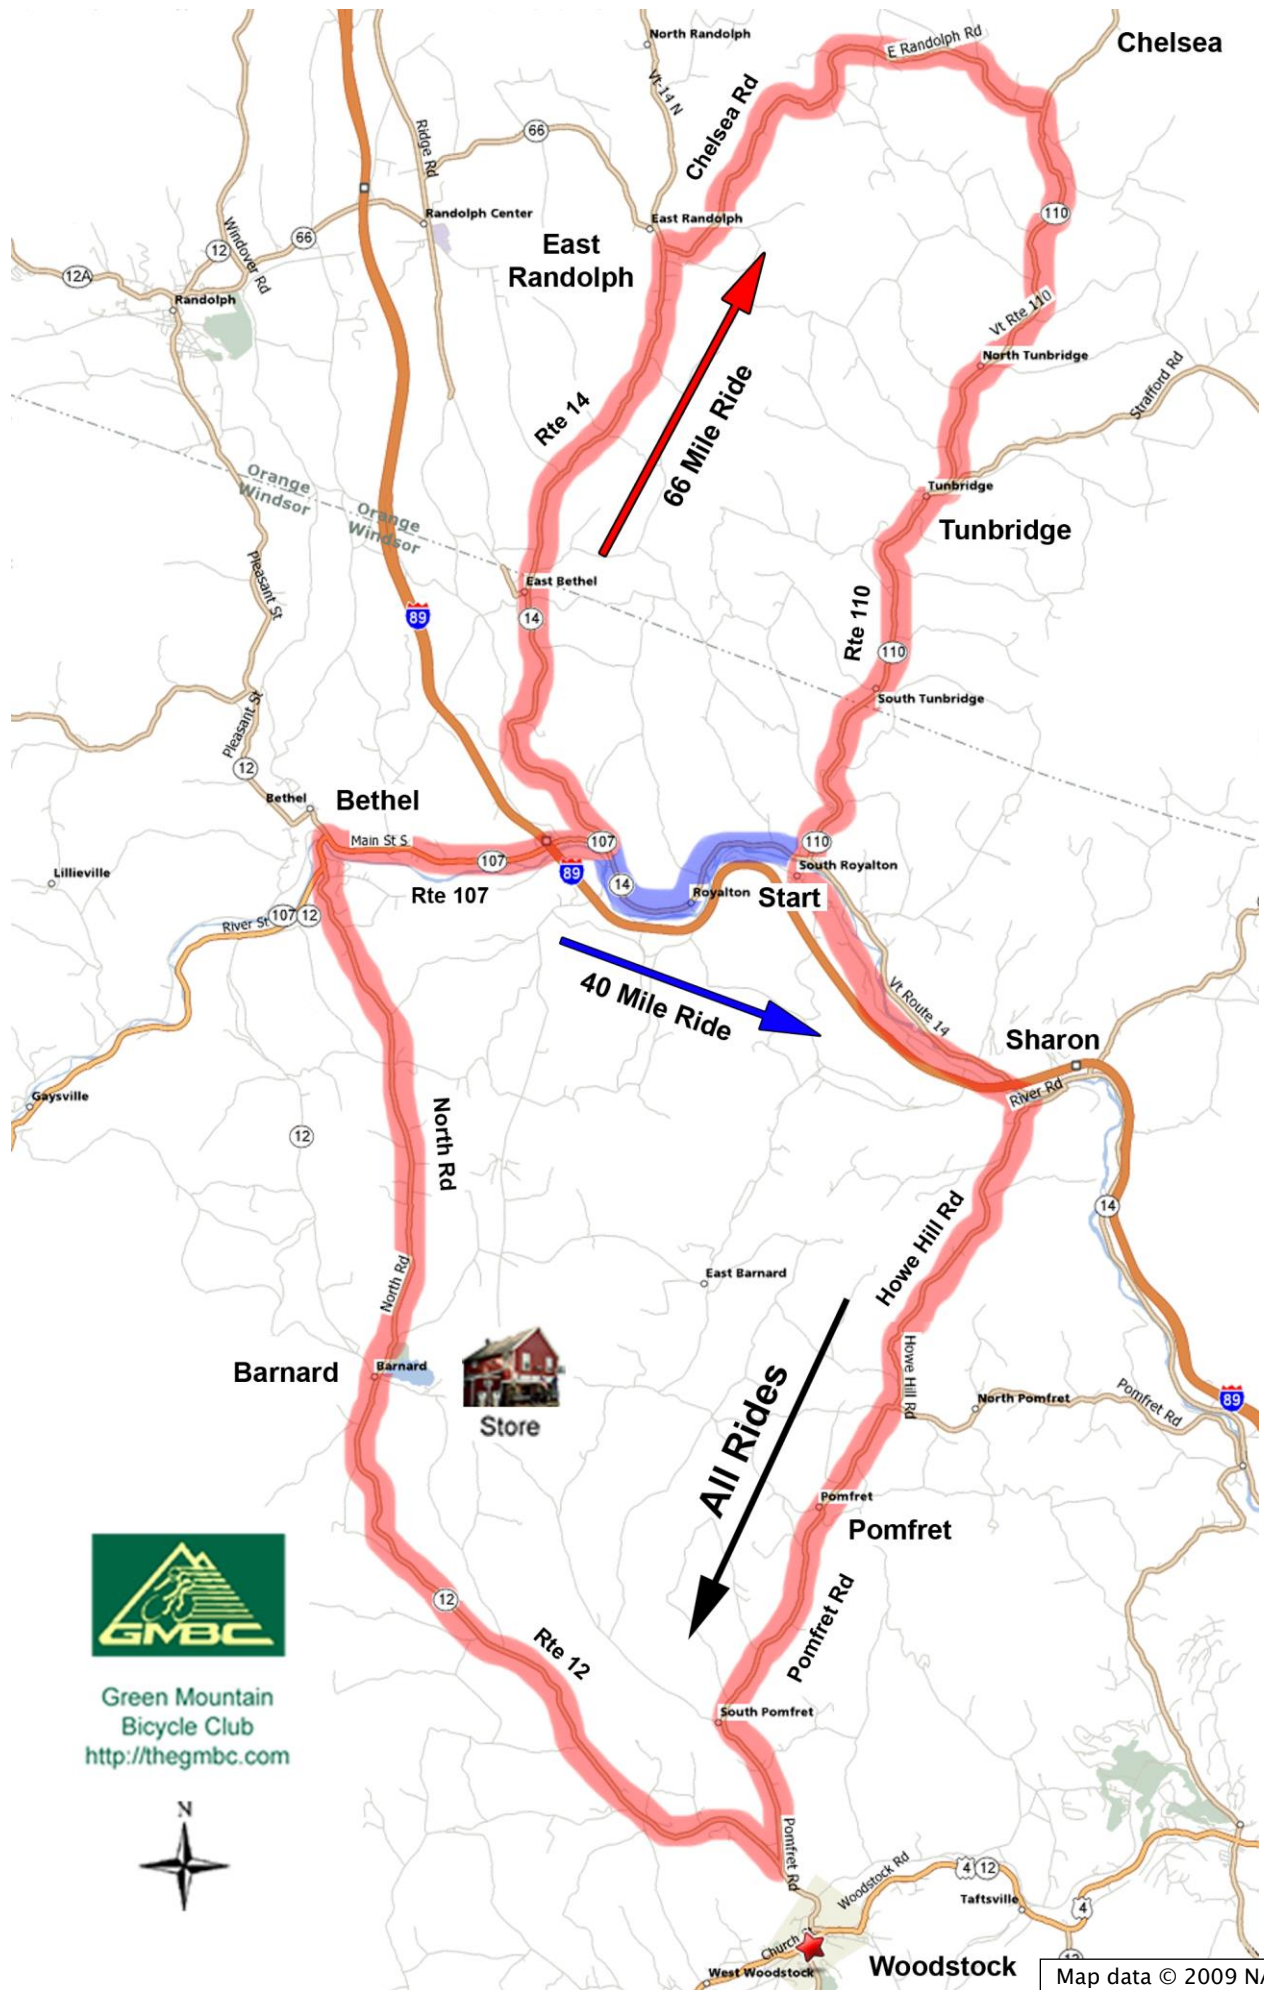 North Randolph
E Randolph Rd
Chelsea
Vt-14 N
Chelsea Rd
66
Ridge Rd
Randolph Center
East Randolph
110
Windover Rd
66
12
12A
East
Randolph
Randolph
Vt Rte 110
North Tunbridge
Strafford Rd
Rte 14
66 Mile Ride
Orange
Windsor
Orange
Windsor
Tunbridge
Tunbridge
Pleasant St
East Bethel
14
89
Rte 110
110
South Tunbridge
Pleasant St
12
Bethel
Bethel
Main St S
107
107
110
South Royalton
Lillieville
89
14
Royalton
Start
Rte 107
River St
107
12
40 Mile Ride
Vt Route 14
Sharon
River Rd
Gaysville
12
North Rd
14
Howe Hill Rd
East Barnard
North Rd
Howe Hill Rd
Barnard
Barnard
Store
North Pomfret
Pomfret Rd
89
All Rides
Pomfret
Pomfret
GMBC
12
Rte 12
Pomfret Rd
Green Mountain
Bicycle Club
http://thegmbc.com
South Pomfret
N
Pomfret Rd
Woodstock Rd
4
12
Taftsville
4
Church St
12
West Woodstock
Woodstock
Map data © 2009 NA